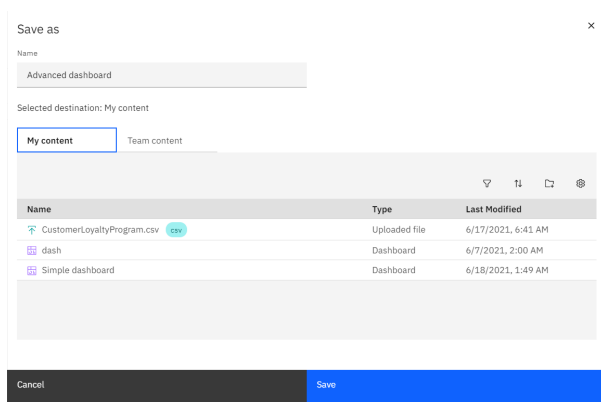 Save as
Name
Advanced dashboard
Selected destination: My content
My content Team content
Name Type Last Modified
CustomerLoyaltyProgram.csv csv Uploaded file 6/17/2021, 6:41 AM
dash Dashboard 6/7/2021, 2:00 AM
Simple dashboard Dashboard 6/18/2021, 1:49 AM
Cancel Save